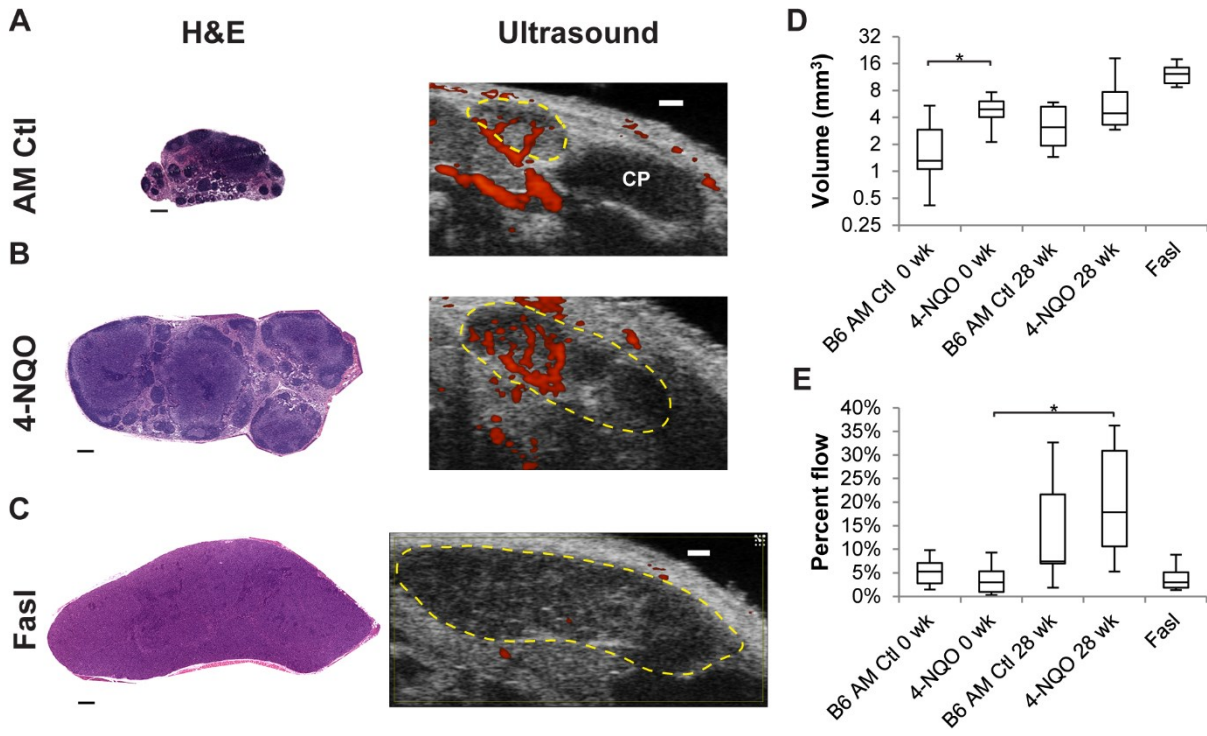 A
H&E
Ultrasound
AM Ctl
CP
B
4-NQO
C
Fasl
D
Volume (mm³)
32
16
8
4
2
1
0.5
0.25
*
B6 AM Ctl 0 wk
4-NQO 0 wk
B6 AM Ctl 28 wk
4-NQO 28 wk
Fasl
E
Percent flow
40%
35%
30%
25%
20%
15%
10%
5%
0%
*
B6 AM Ctl 0 wk
4-NQO 0 wk
B6 AM Ctl 28 wk
4-NQO 28 wk
Fasl